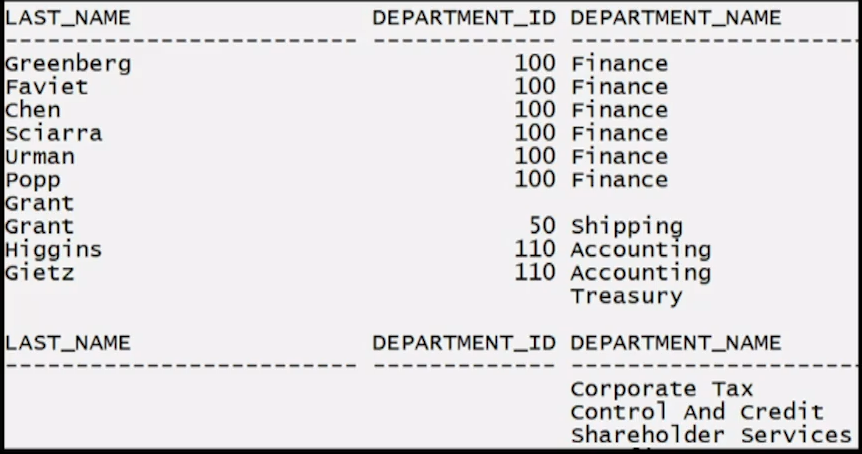 LAST_NAME DEPARTMENT_ID DEPARTMENT_NAME
------------------------- ------------- --------------------
Greenberg 100 Finance
Faviet 100 Finance
Chen 100 Finance
Sciarra 100 Finance
Urman 100 Finance
Popp 100 Finance
Grant
Grant 50 Shipping
Higgins 110 Accounting
Gietz 110 Accounting
Treasury
LAST_NAME DEPARTMENT_ID DEPARTMENT_NAME
------------------------- ------------- --------------------
Corporate Tax
Control And Credit
Shareholder Services